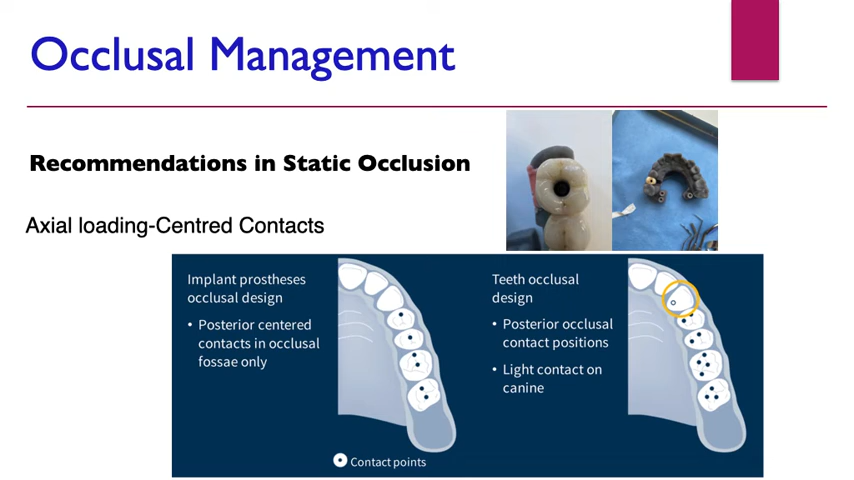 Occlusal Management
Recommendations in Static Occlusion
Axial loading-Centred Contacts
Implant prostheses
occlusal design
• Posterior centered
contacts in occlusal
fossae only
Teeth occlusal
design
• Posterior occlusal
contact positions
• Light contact on
canine
Contact points